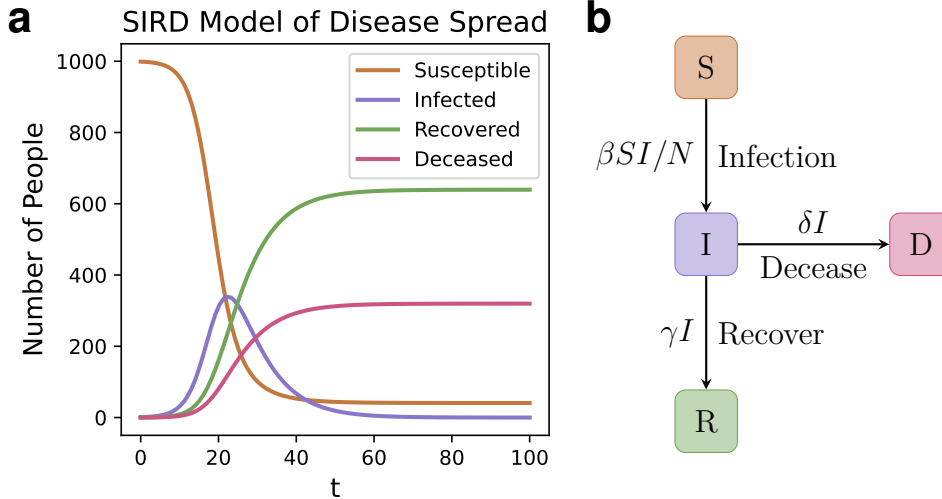 a
SIRD Model of Disease Spread
Number of People
1000
800
600
400
200
0
0 20 40 60 80 100
t
Susceptible
Infected
Recovered
Deceased
b
S
βSI/N Infection
I
δI
Decease
D
γI Recover
R